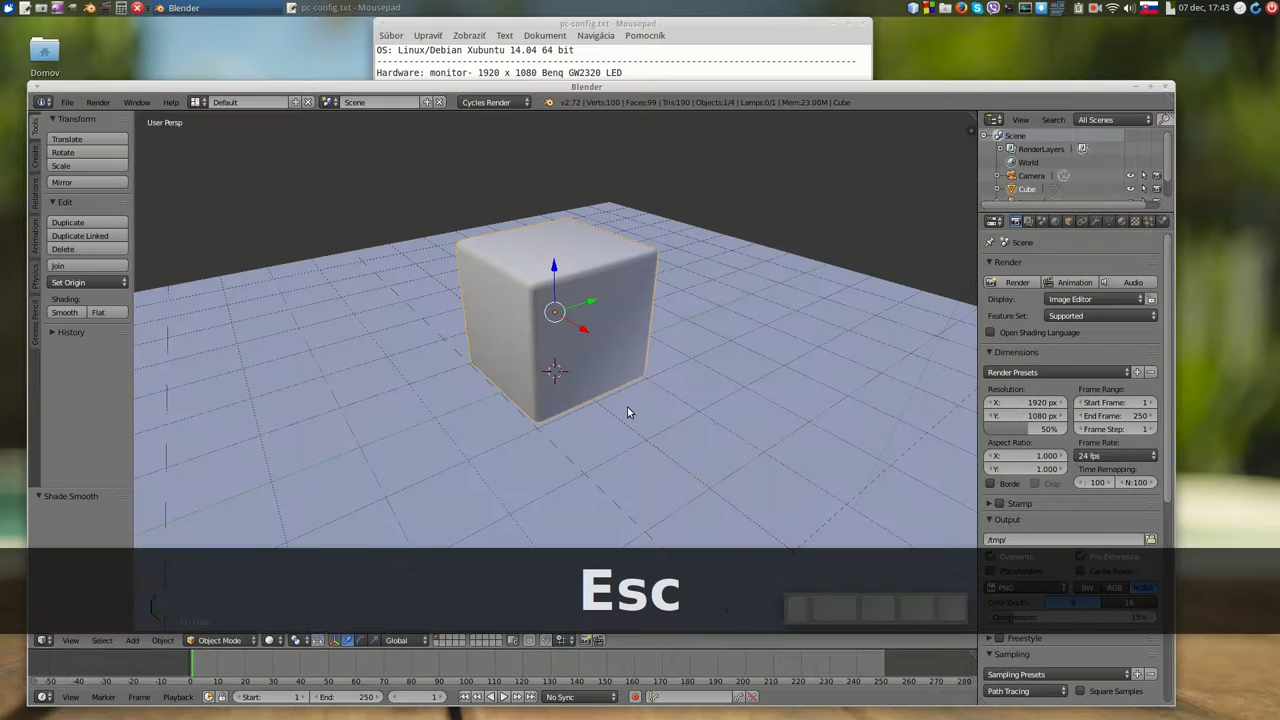 Blender
pc-config.txt - Mousepad
07 dec, 17:43
Domov
pc-config.txt - Mousepad
Súbor Upraviť Zobraziť Text Dokument Navigácia Pomocník
OS: Linux/Debian Xubuntu 14.04 64 bit
--------------------------------------------------------------------------------
Hardware: monitor- 1920 x 1080 Benq GW2320 LED
Blender
File Render Window Help Default Scene Cycles Render v2.72 | Verts:100 | Faces:99 | Tris:190 | Objects:1/4 | Lamps:0/1 | Mem:23.00M | Cube
Tools
Create
Relations
Animation
Physics
Grease Pencil
Transform
Translate
Rotate
Scale
Mirror
Edit
Duplicate
Duplicate Linked
Delete
Join
Set Origin
Shading:
Smooth Flat
History
Shade Smooth
User Persp
(1) Cube
View Search All Scenes
Scene
RenderLayers
World
Camera
Cube
Scene
Render
Render Animation Audio
Display: Image Editor
Feature Set: Supported
Open Shading Language
Dimensions
Render Presets
Resolution: Frame Range:
X: 1920 px Start Frame: 1
Y: 1080 px End Frame: 250
50% Frame Step: 1
Aspect Ratio: Frame Rate:
X: 1.000 24 fps
Y: 1.000 Time Remapping:
Borde Crop : 100 N:100
Stamp
Output
/tmp/
Overwrite File Extensions
Placeholders Cache Result
PNG BW RGB RGBA
Color Depth: 8 16
Compression: 15%
Freestyle
Sampling
Sampling Presets
Path Tracing Square Samples
Esc
View Select Add Object Object Mode Global
-50 -40 -30 -20 -10 0 10 20 30 40 50 60 70 80 90 100 110 120 130 140 150 160 170 180 190 200 210 220 230 240 250 260 270 280
View Marker Frame Playback Start: 1 End: 250 1 No Sync